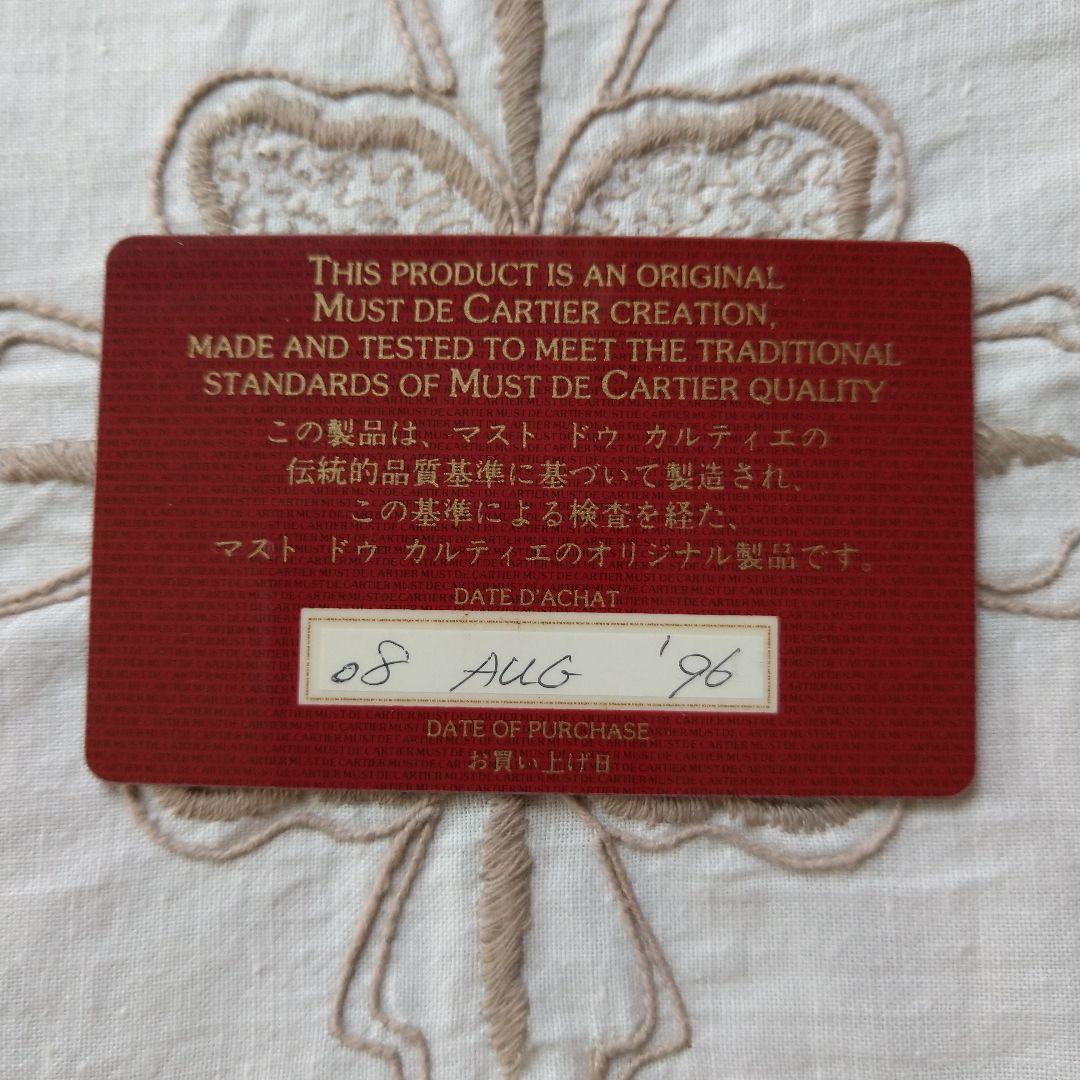 THIS PRODUCT IS AN ORIGINAL
MUST DE CARTIER CREATION,
MADE AND TESTED TO MEET THE TRADITIONAL
STANDARDS OF MUST DE CARTIER QUALITY
この製品は、マスト ドゥ カルティエの
伝統的品質基準に基づいて製造され、
この基準による検査を経た、
マスト ドゥ カルティエのオリジナル製品です。
DATE D'ACHAT
08 AUG '96
DATE OF PURCHASE
お買い上げ日